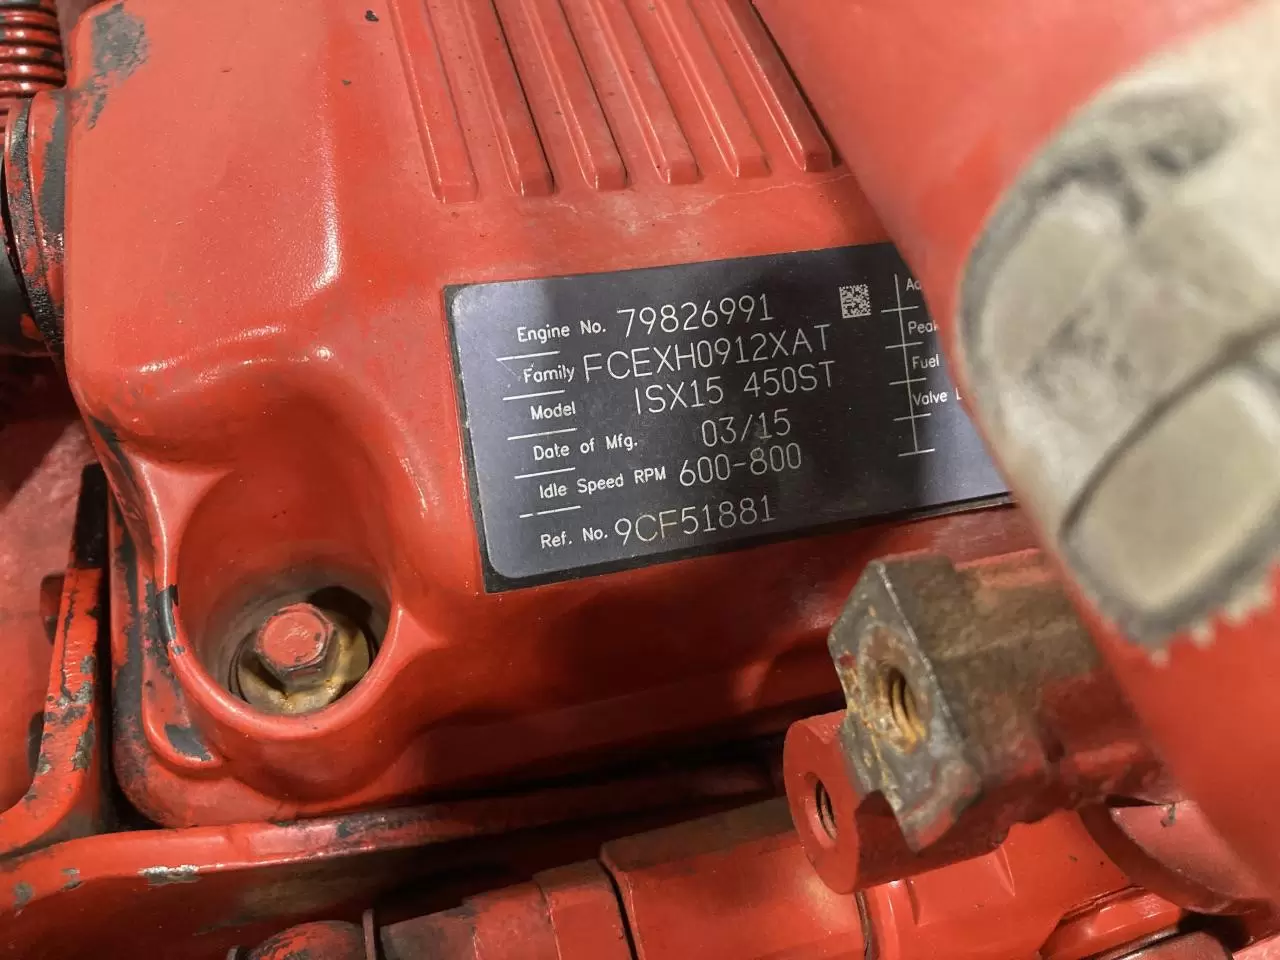 Engine No. 79826991
Family FCEXH0912XAT
Model ISX15 450ST
Date of Mfg. 03/15
Idle Speed RPM 600-800
Ref. No. 9CF51881
Fuel
Valve